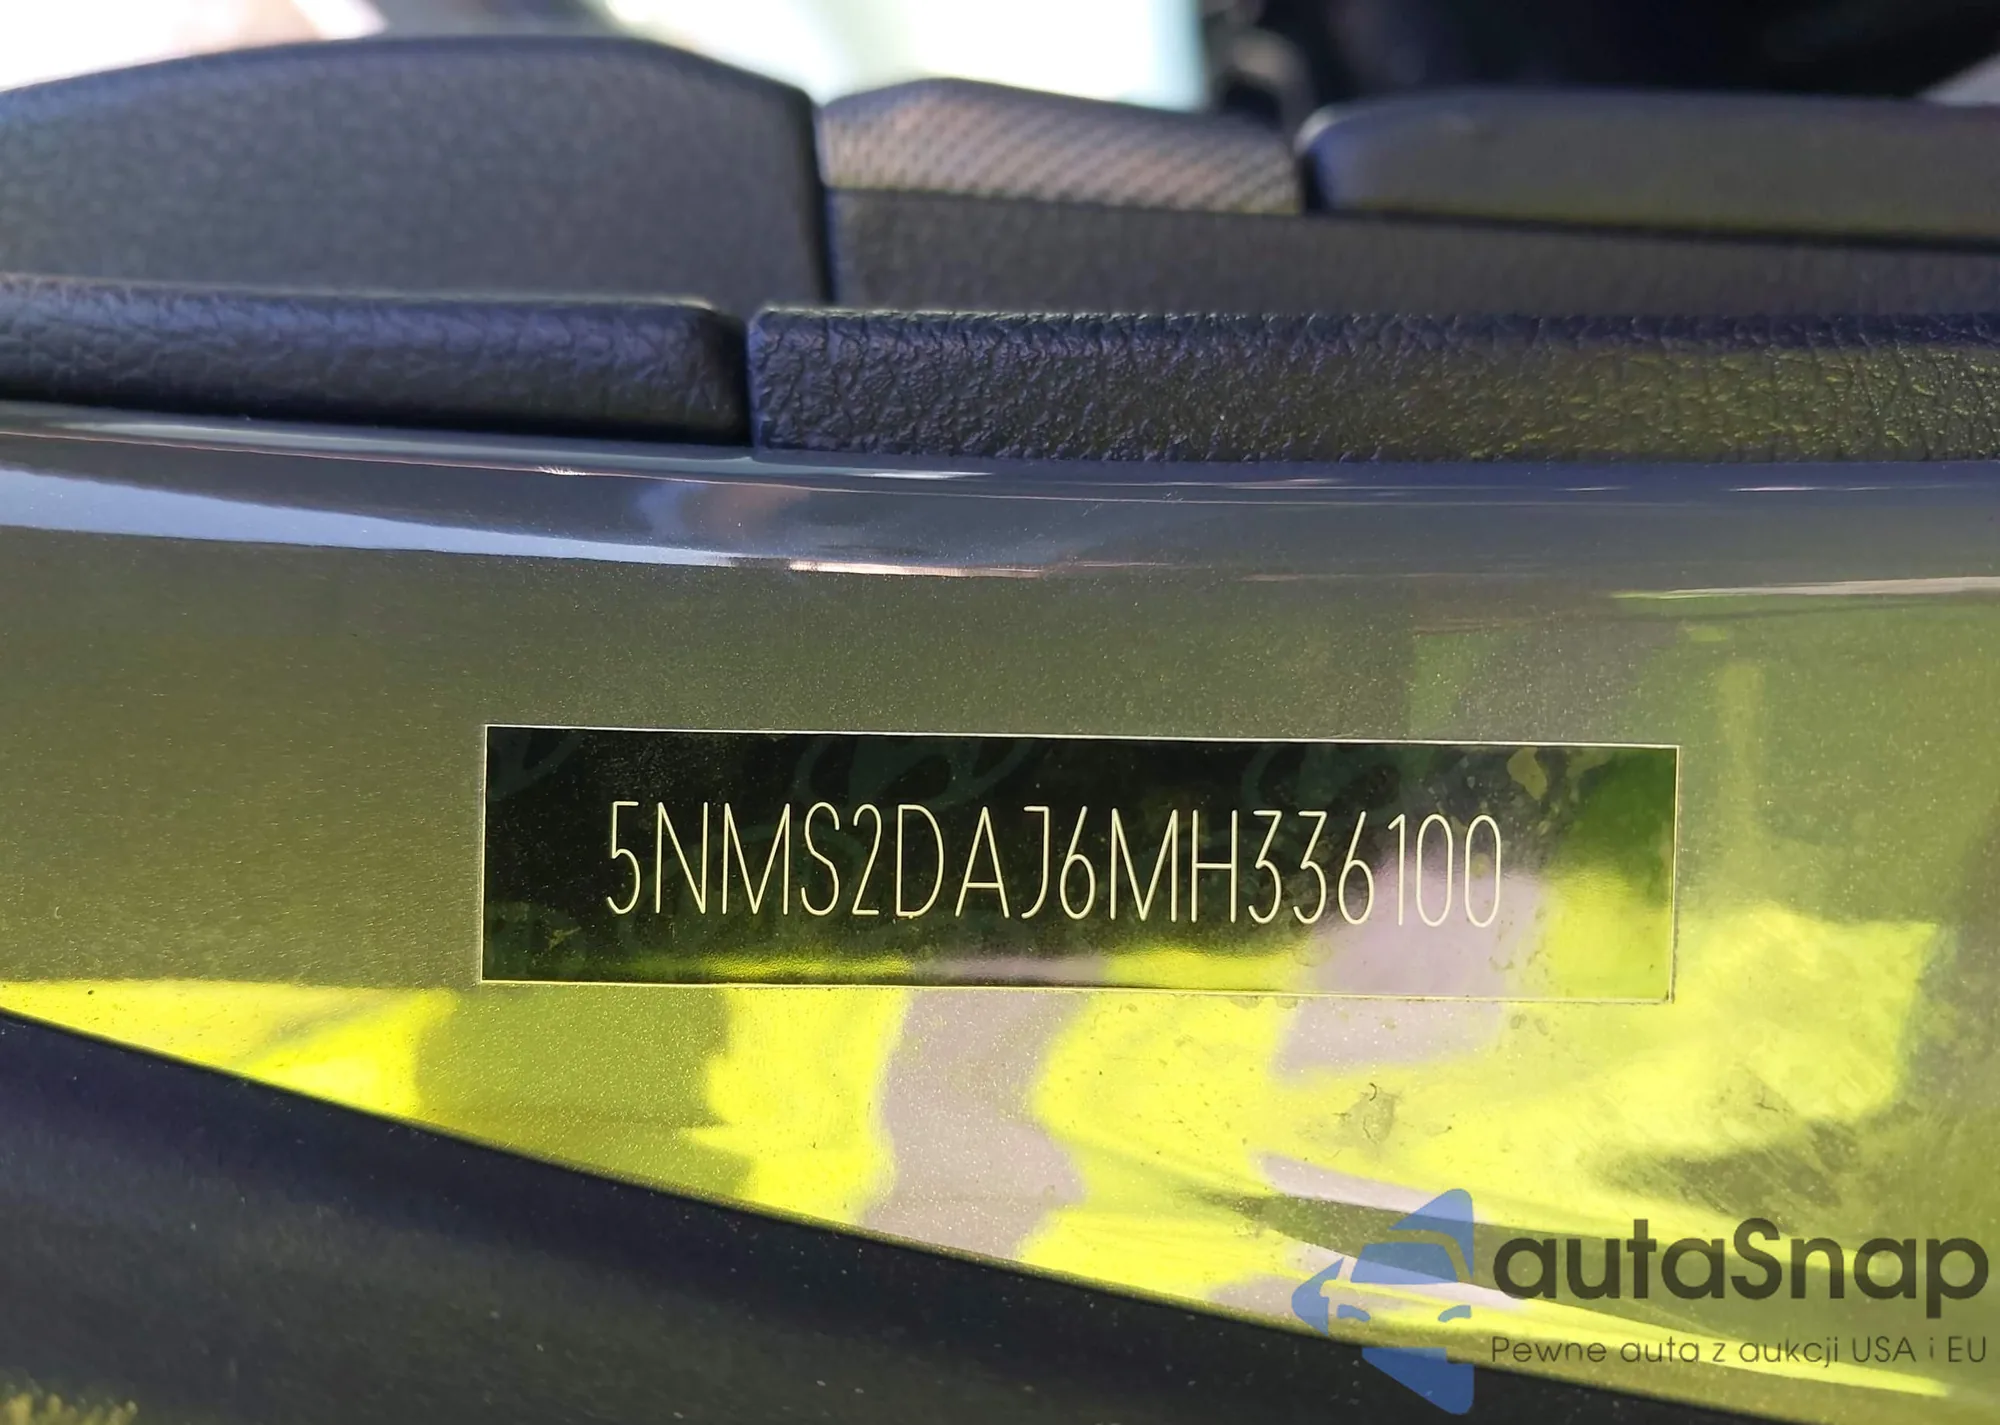 5NMS2DAJ6MH336100
autaSnap
Pewne auta z aukcji USA i EU